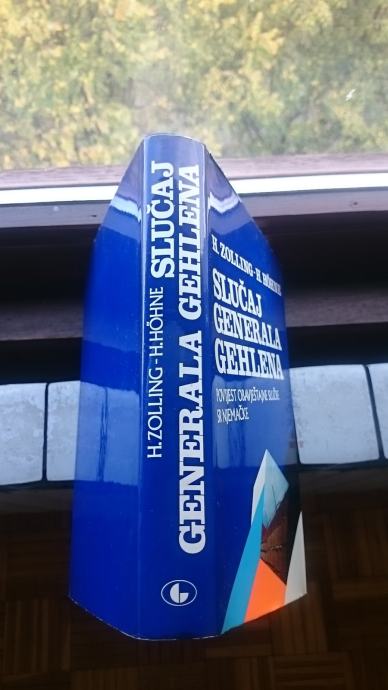 H.ZOLLING-H.HÖHNE
SLUČAJ
GENERALA GEHLENA
H. ZOLLING-H. HÖHNE
SLUČAJ
GENERALA
GEHLENA
POVIJEST OBAVJEŠTAJNE SLUŽBE
SR NJEMAČKE